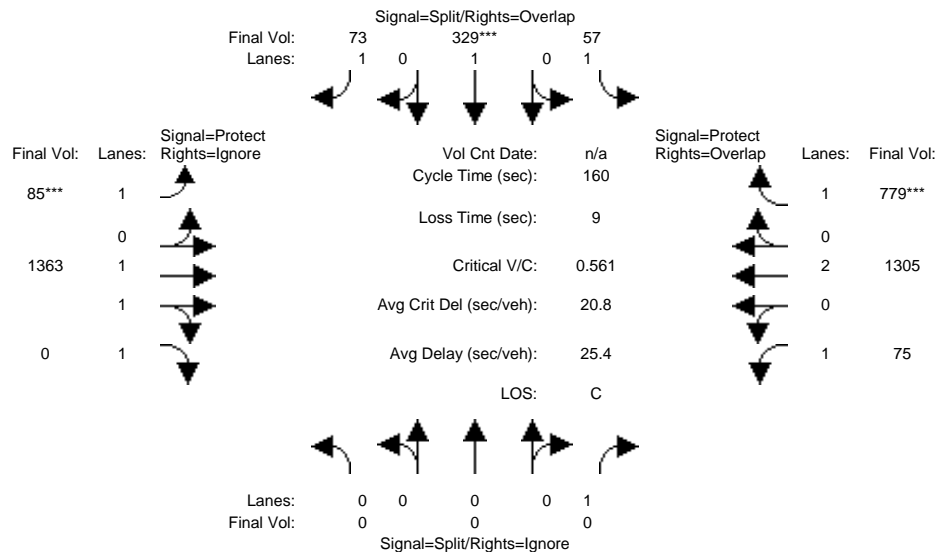 Signal=Split/Rights=Overlap
Final Vol: 73 329*** 57
Lanes: 1 0 1 0 1
Signal=Protect
Final Vol: Lanes: Rights=Ignore
Vol Cnt Date: n/a
Signal=Protect
Rights=Overlap Lanes: Final Vol:
Cycle Time (sec): 160
85*** 1
1 779***
Loss Time (sec): 9
0
0
1363 1
Critical V/C: 0.561
2 1305
1
Avg Crit Del (sec/veh): 20.8
0
0 1
Avg Delay (sec/veh): 25.4
1 75
LOS: C
Lanes: 0 0 0 0 1
Final Vol: 0 0 0
Signal=Split/Rights=Ignore